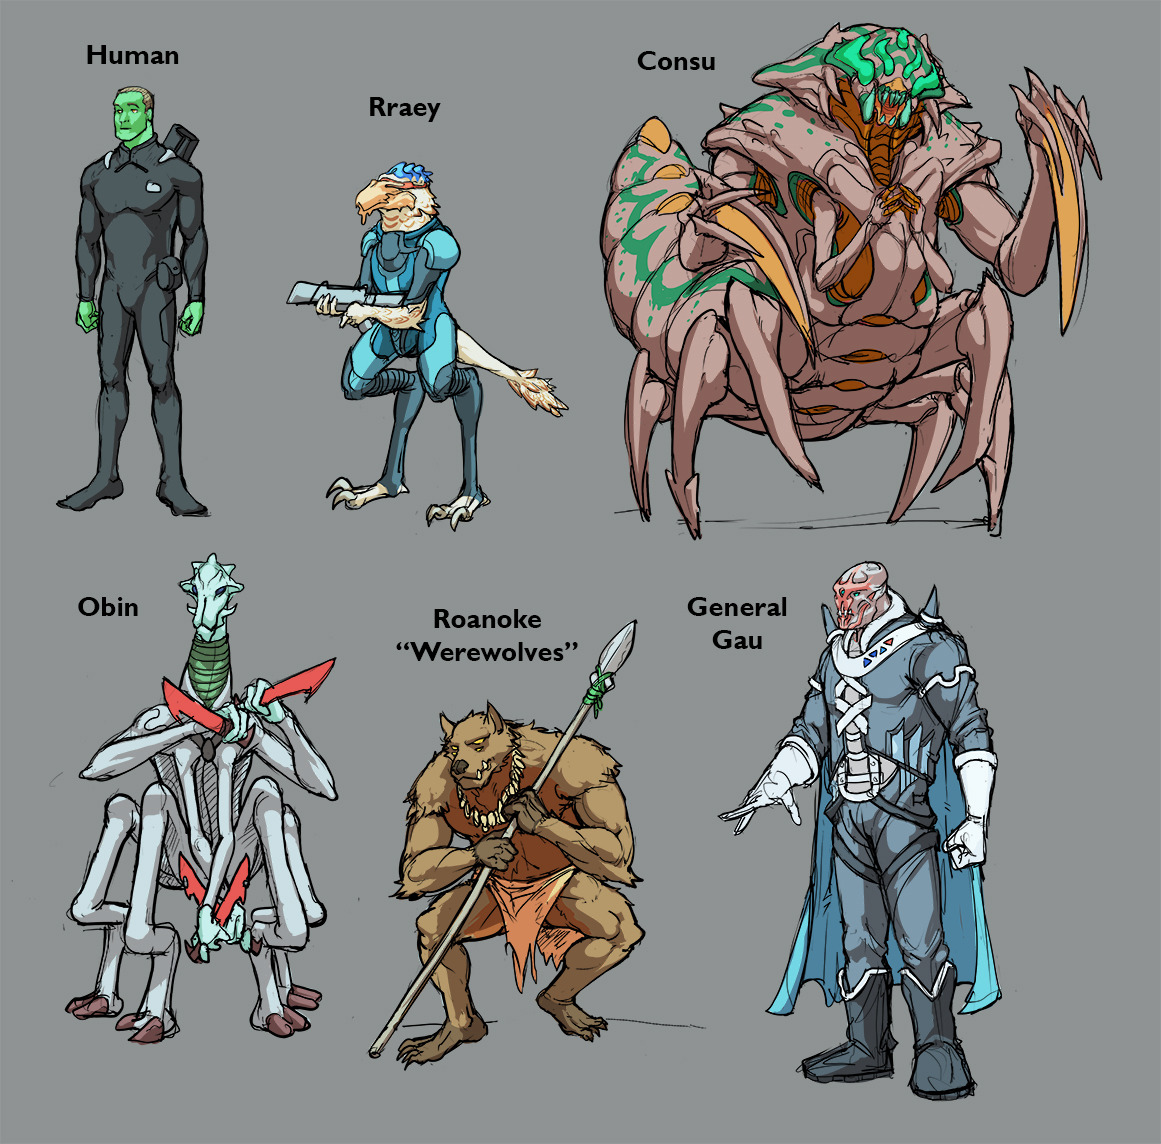 Human
Rraey
Consu
Obin
Roanoke
“Werewolves”
General
Gau